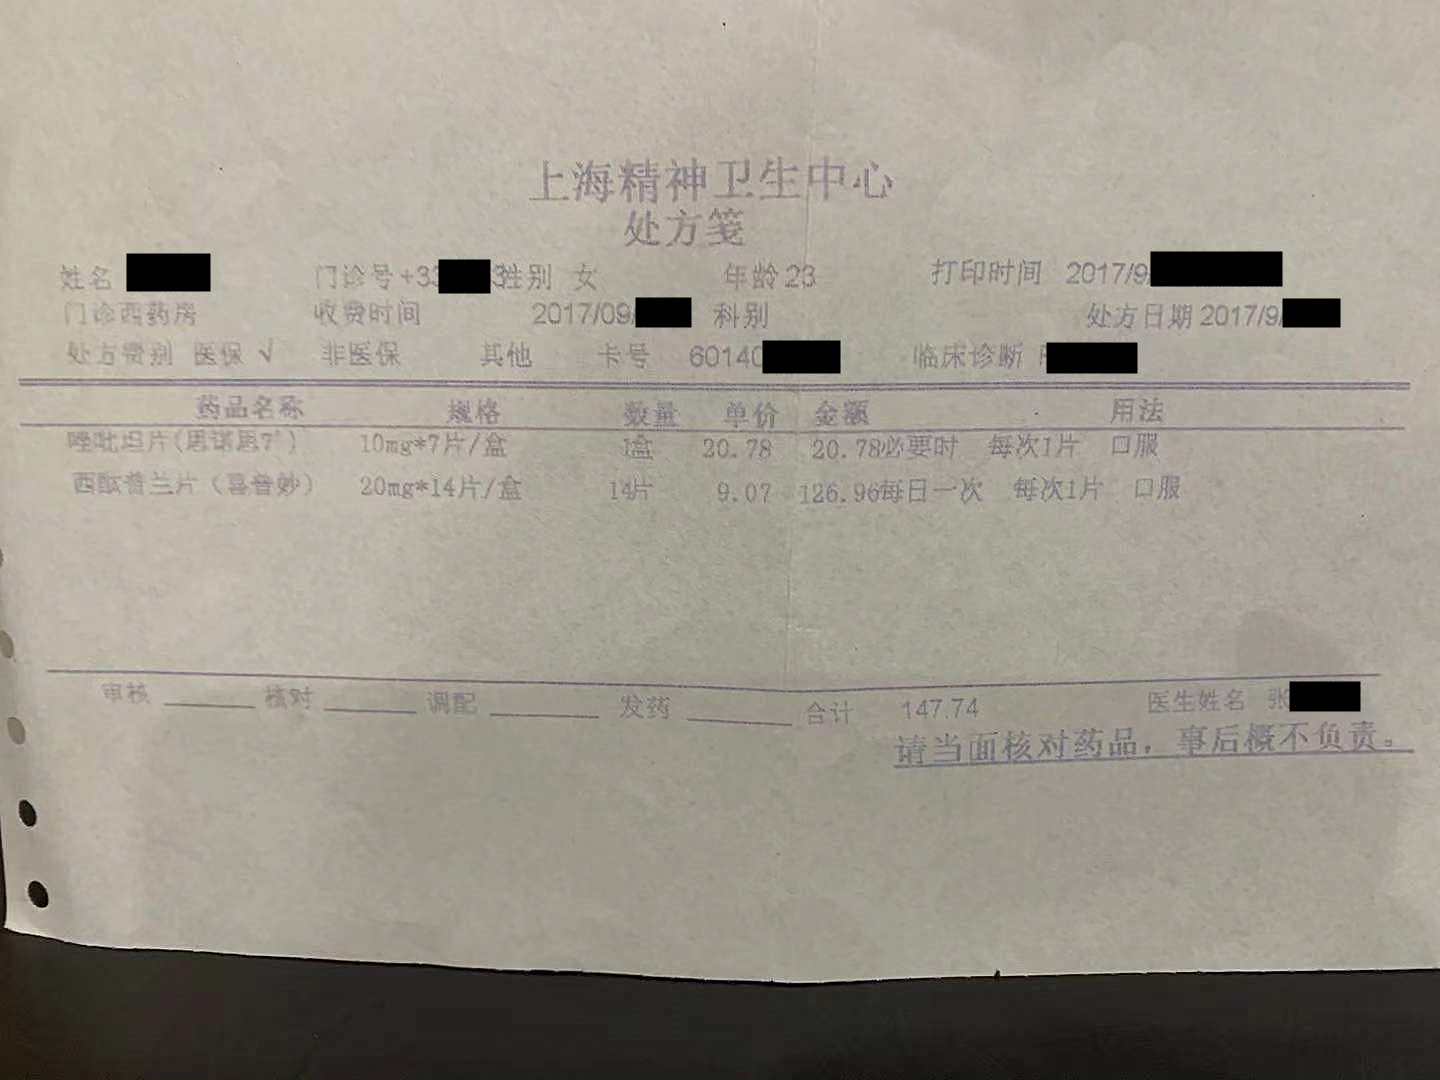 上海精神卫生中心
处方笺
姓名 门诊号 +33 3 性别 女 年龄 23 打印时间 2017/9/
门诊西药房 收费时间 2017/09/ 科别 处方日期 2017/9/
处方费别 医保 √ 非医保 其他 卡号 60140 临床诊断
药品名称 规格 数量 单价 金额 用法
唑吡坦片(思诺思7') 10mg*7片/盒 1盒 20.78 20.78必要时 每次1片 口服
西酞普兰片(喜普妙) 20mg*14片/盒 14片 9.07 126.96每日一次 每次1片 口服
审核 核对 调配 发药 合计 147.74 医生姓名 张
请当面核对药品，事后概不负责。